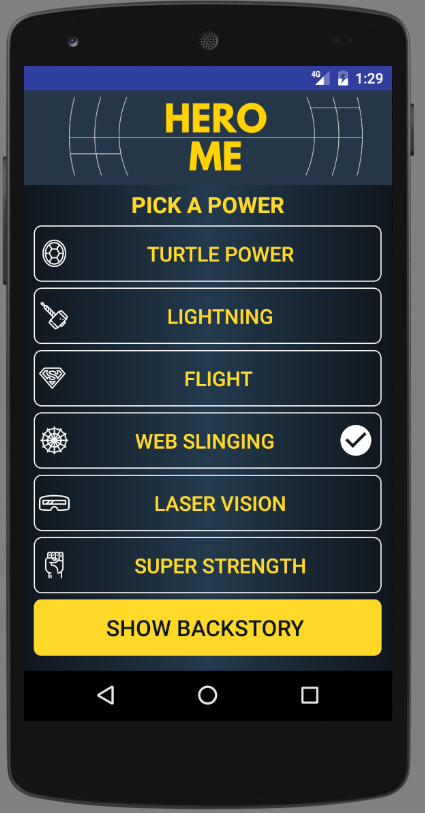 4G 1:29
HERO
ME
PICK A POWER
TURTLE POWER
LIGHTNING
FLIGHT
WEB SLINGING
LASER VISION
SUPER STRENGTH
SHOW BACKSTORY